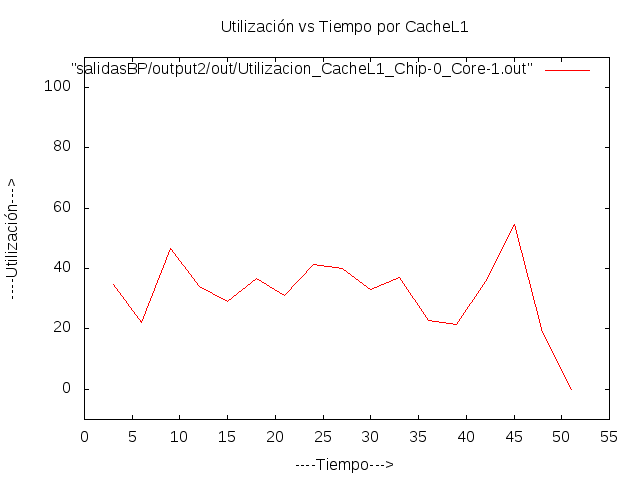 Utilización vs Tiempo por CacheL1
"salidasBP/output2/out/Utilizacion_CacheL1_Chip-0_Core-1.out"
100
80
60
40
20
0
----Utilización--->
0 5 10 15 20 25 30 35 40 45 50 55
----Tiempo--->